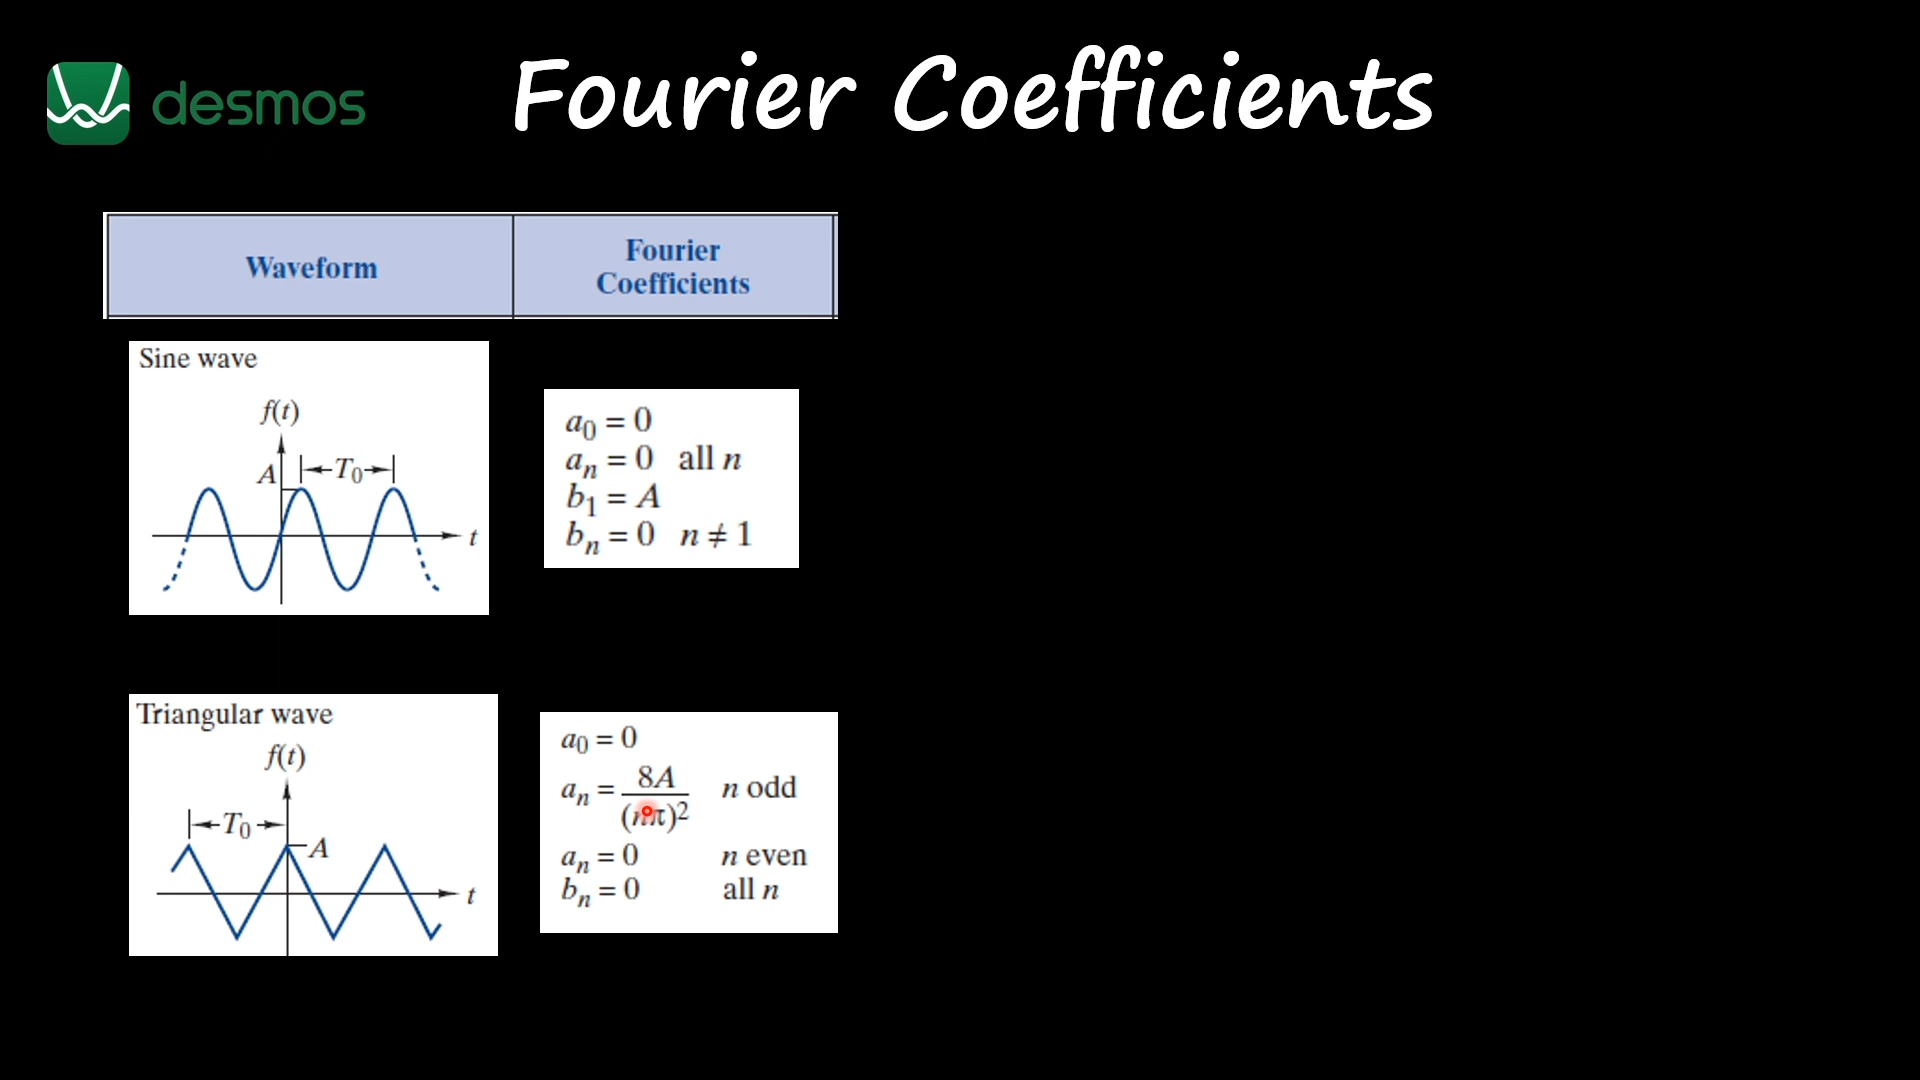 desmos
Fourier Coefficients
Waveform
Fourier
Coefficients
Sine wave
f(t)
A
T₀
t
a₀ = 0
aₙ = 0 all n
b₁ = A
bₙ = 0 n ≠ 1
Triangular wave
f(t)
T₀
A
t
a₀ = 0
aₙ = 8A/(nπ)² n odd
aₙ = 0 n even
bₙ = 0 all n